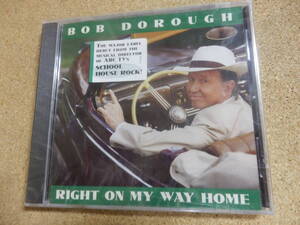 BOB DOROUGH
THE MAJOR LABEL
DEBUT FROM THE
MUSICAL DIRECTOR
OF ABC TV'S
SCHOOL
HOUSE ROCK!
RIGHT ON MY WAY HOME